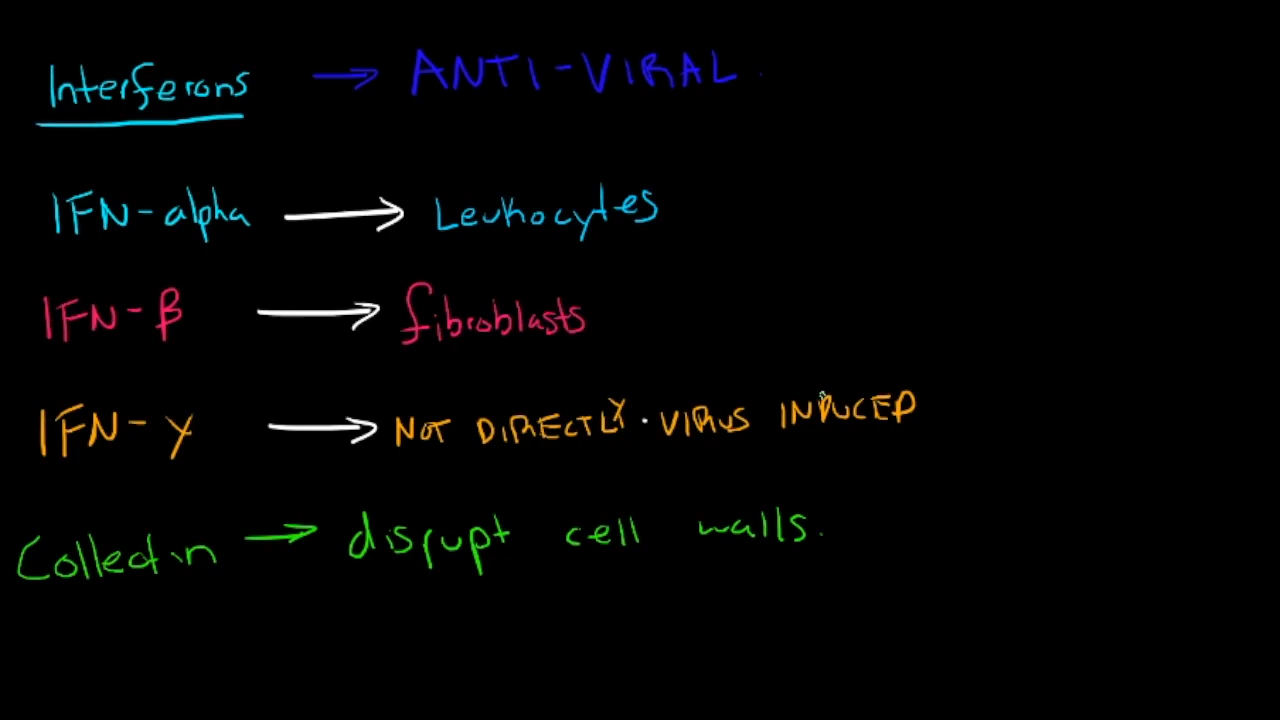 Interferons → ANTI-VIRAL.
IFN-alpha → Leukocytes
IFN-β → fibroblasts
IFN-γ → NOT DIRECTLY · VIRUS INDUCED
Collectin → disrupt cell walls.